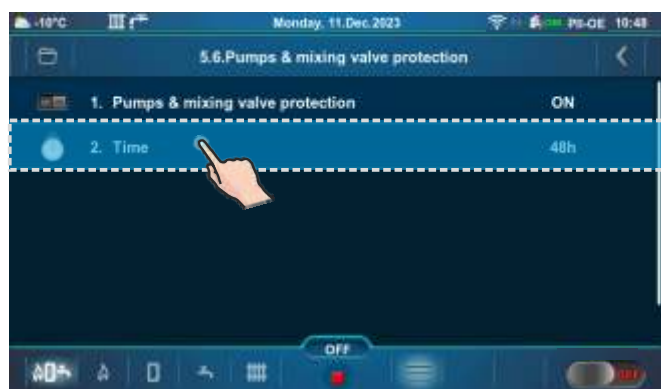 -10°C Monday, 11.Dec.2023 PII-OE 10:48
5.6.Pumps & mixing valve protection
1. Pumps & mixing valve protection ON
2. Time 48h
OFF